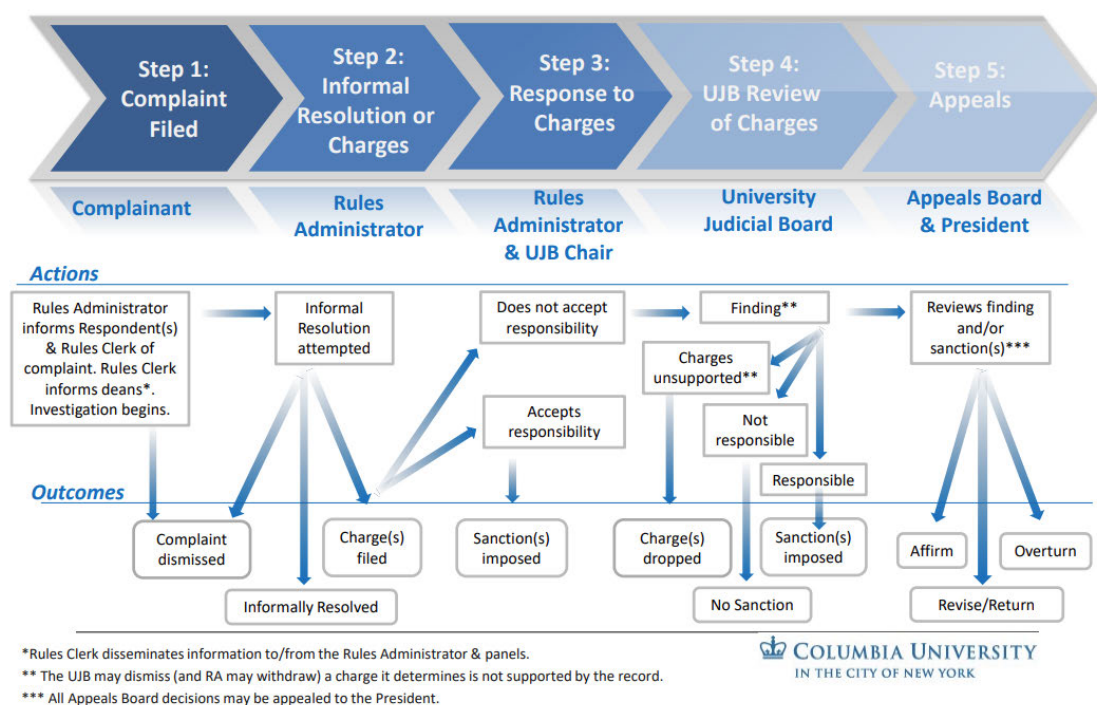 Step 1:
Complaint
Filed
Step 2:
Informal
Resolution or
Charges
Step 3:
Response to
Charges
Step 4:
UJB Review
of Charges
Step 5:
Appeals
Complainant
Rules
Administrator
Rules
Administrator
& UJB Chair
University
Judicial Board
Appeals Board
& President
Actions
Rules Administrator
informs Respondent(s)
& Rules Clerk of
complaint. Rules Clerk
informs deans*.
Investigation begins.
Informal
Resolution
attempted
Does not accept
responsibility
Accepts
responsibility
Finding**
Charges
unsupported**
Not
responsible
Responsible
Reviews finding
and/or
sanction(s)***
Outcomes
Complaint
dismissed
Informally Resolved
Charge(s)
filed
Sanction(s)
imposed
Charge(s)
dropped
No Sanction
Sanction(s)
imposed
Affirm
Revise/Return
Overturn
*Rules Clerk disseminates information to/from the Rules Administrator & panels.
** The UJB may dismiss (and RA may withdraw) a charge it determines is not supported by the record.
*** All Appeals Board decisions may be appealed to the President.
COLUMBIA UNIVERSITY
IN THE CITY OF NEW YORK